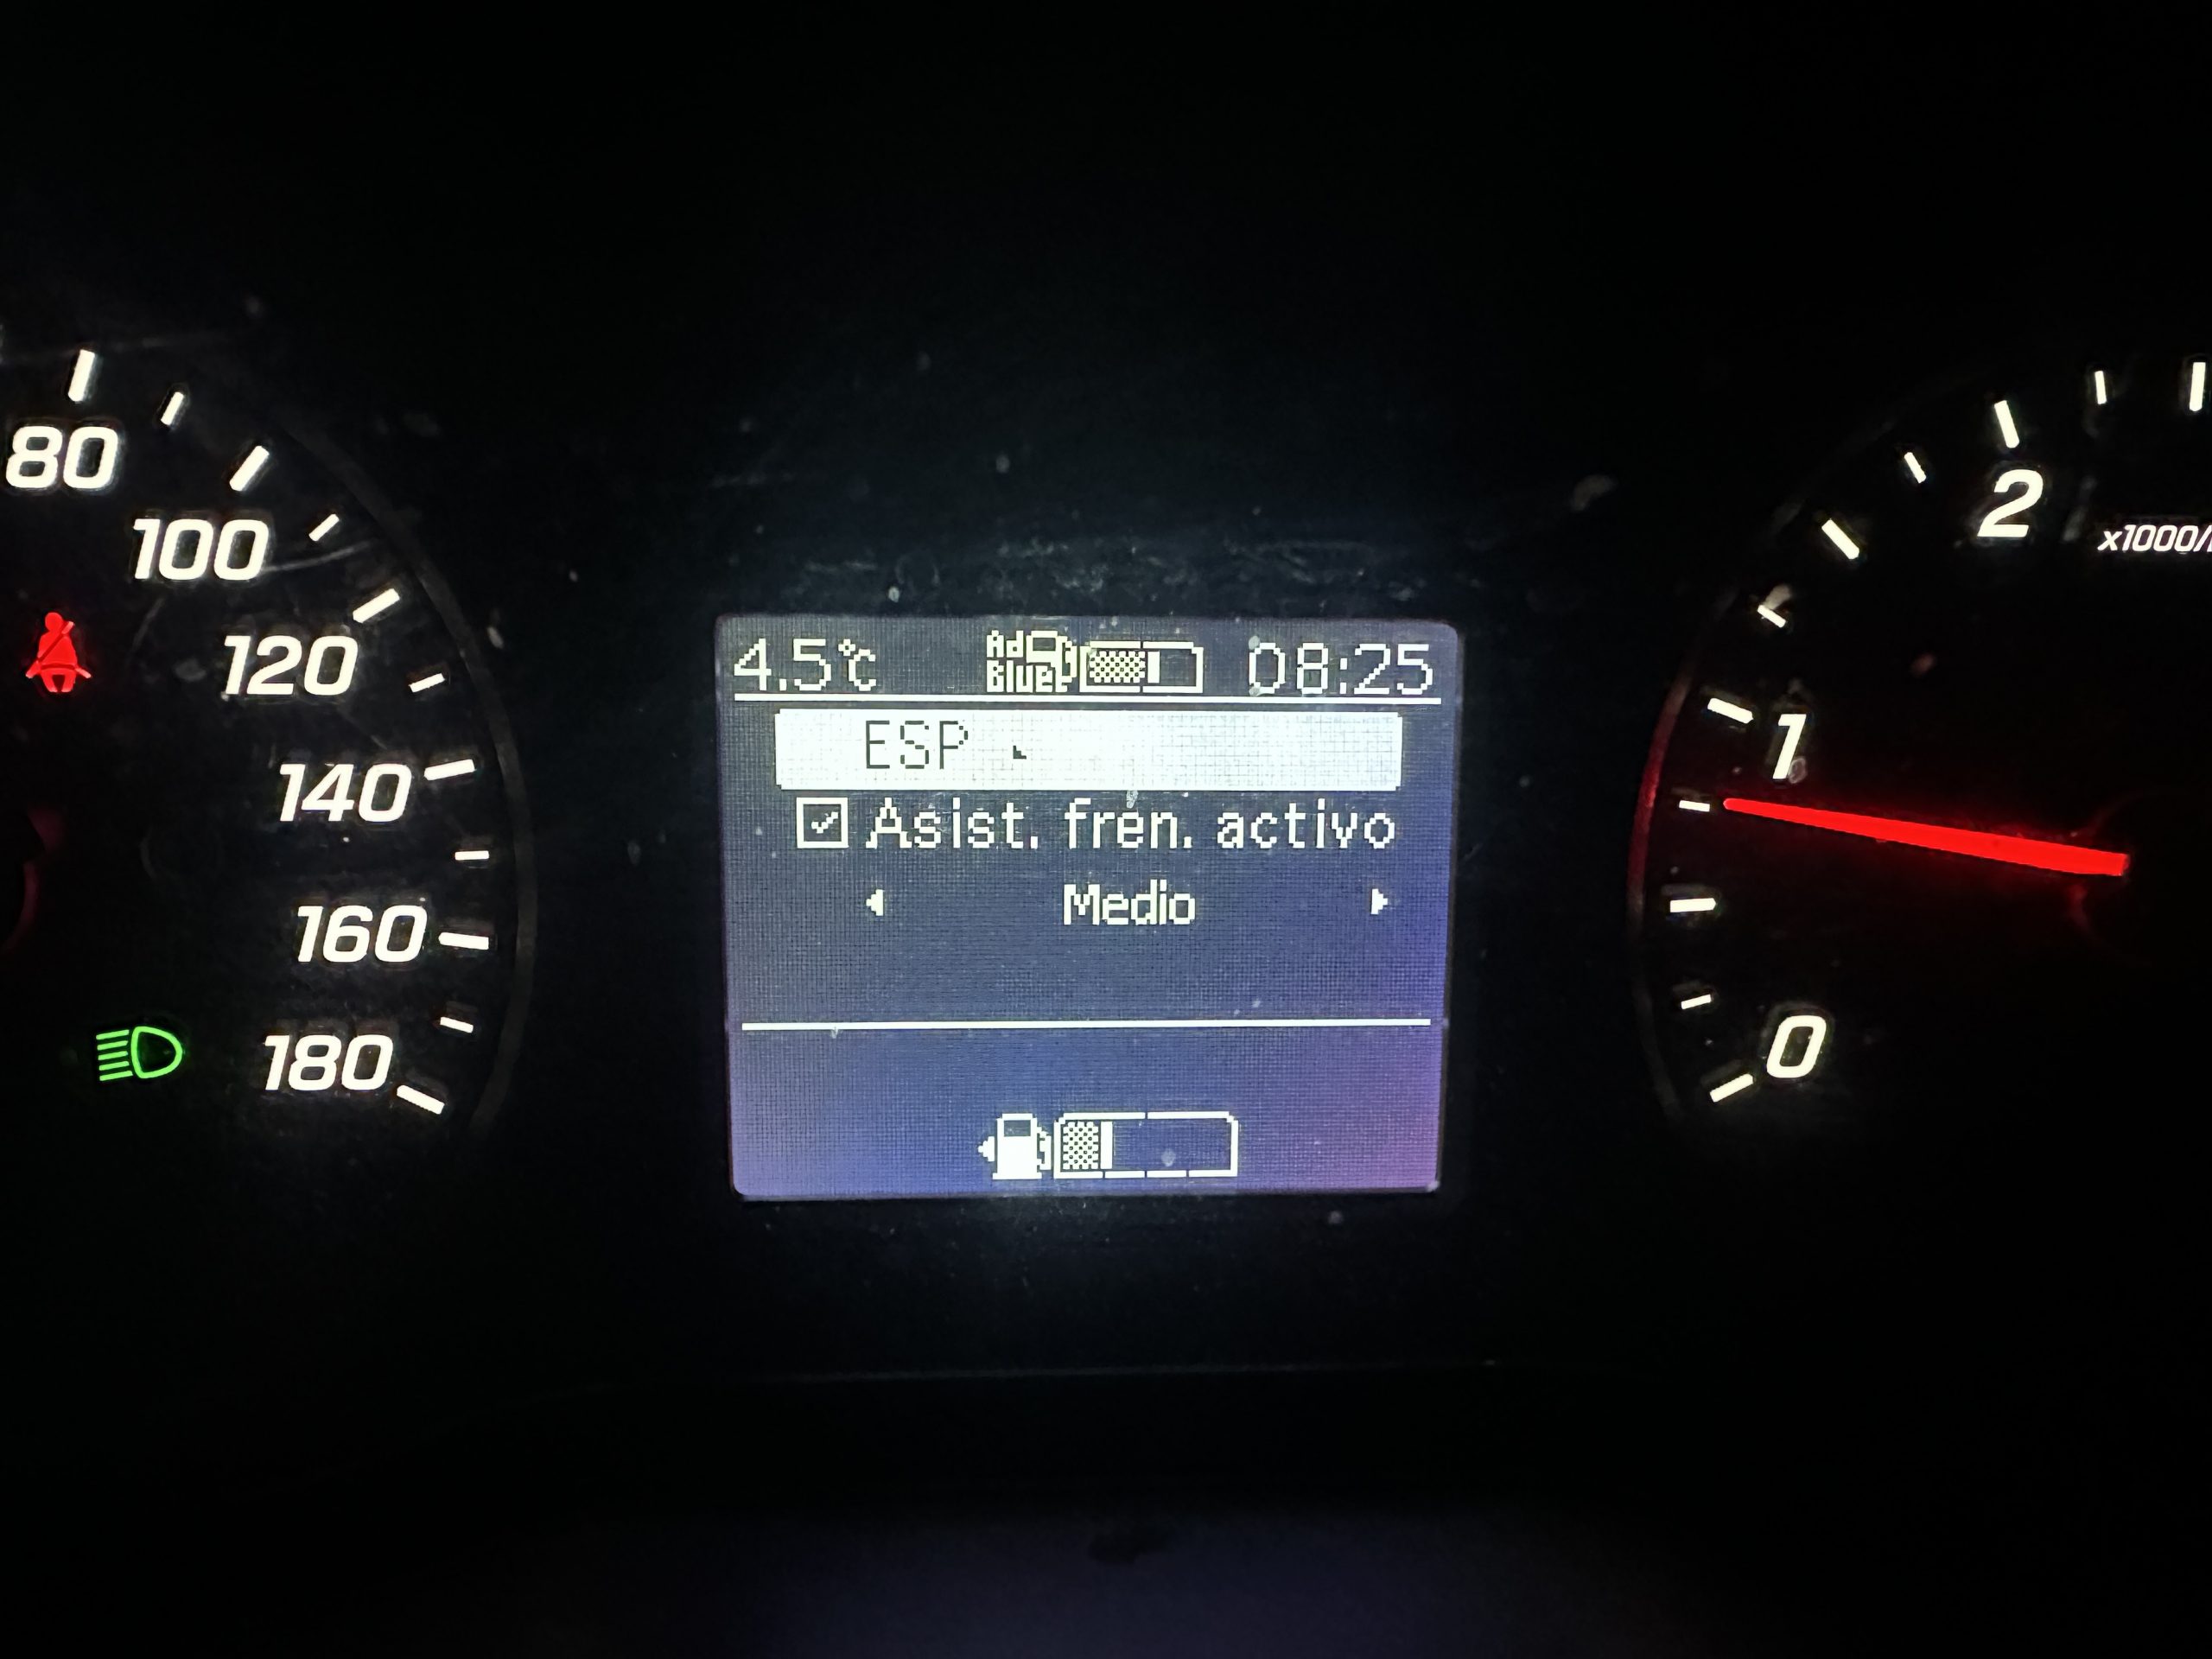 80
100
120
140
160
180
4.5°C Ad Blue 08:25
ESP
Asist. fren. activo
Medio
2
1
0